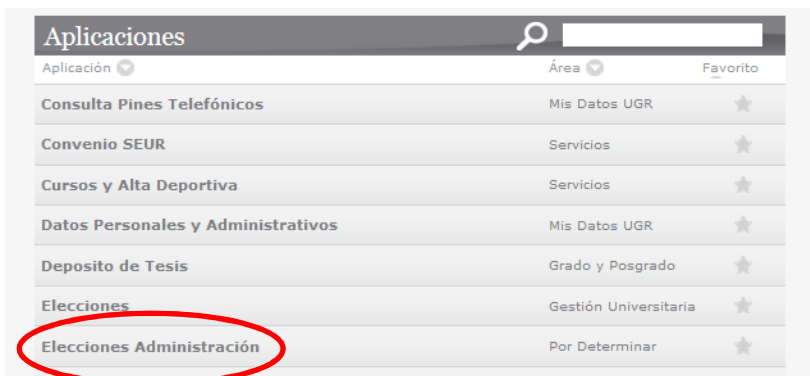 Aplicaciones
Aplicación Área Favorito
Consulta Pines Telefónicos Mis Datos UGR
Convenio SEUR Servicios
Cursos y Alta Deportiva Servicios
Datos Personales y Administrativos Mis Datos UGR
Deposito de Tesis Grado y Posgrado
Elecciones Gestión Universitaria
Elecciones Administración Por Determinar